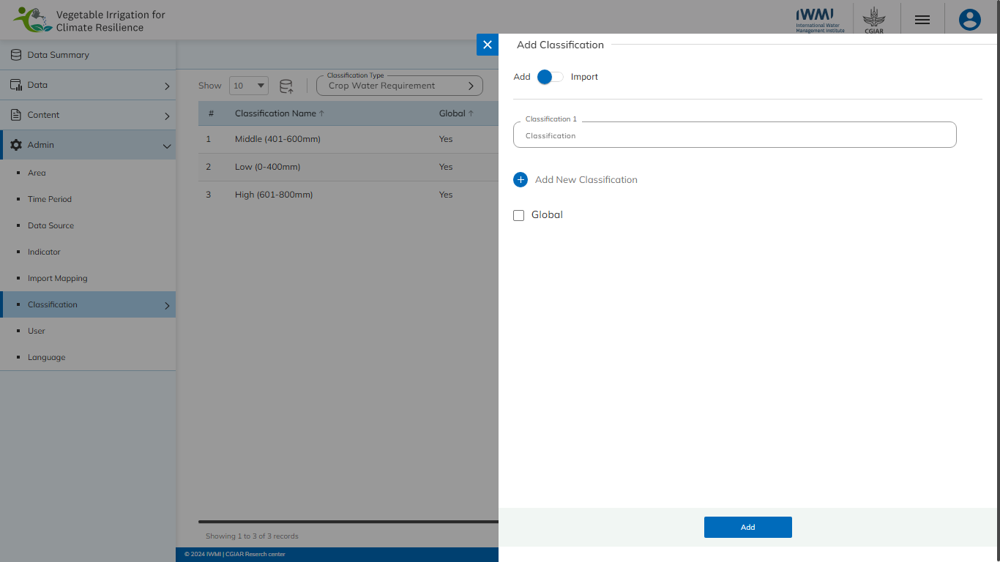 Vegetable Irrigation for
Climate Resilience
IWMI
International Water
Management Institute
CGIAR
Data Summary
Data
Content
Admin
Area
Time Period
Data Source
Indicator
Import Mapping
Classification
User
Language
Show 10
Classification Type
Crop Water Requirement
# Classification Name Global
1 Middle (401-600mm) Yes
2 Low (0-400mm) Yes
3 High (601-800mm) Yes
Showing 1 to 3 of 3 records
© 2024 IWMI | CGIAR Reserch center
Add Classification
Add Import
Classification 1
Classification
Add New Classification
Global
Add